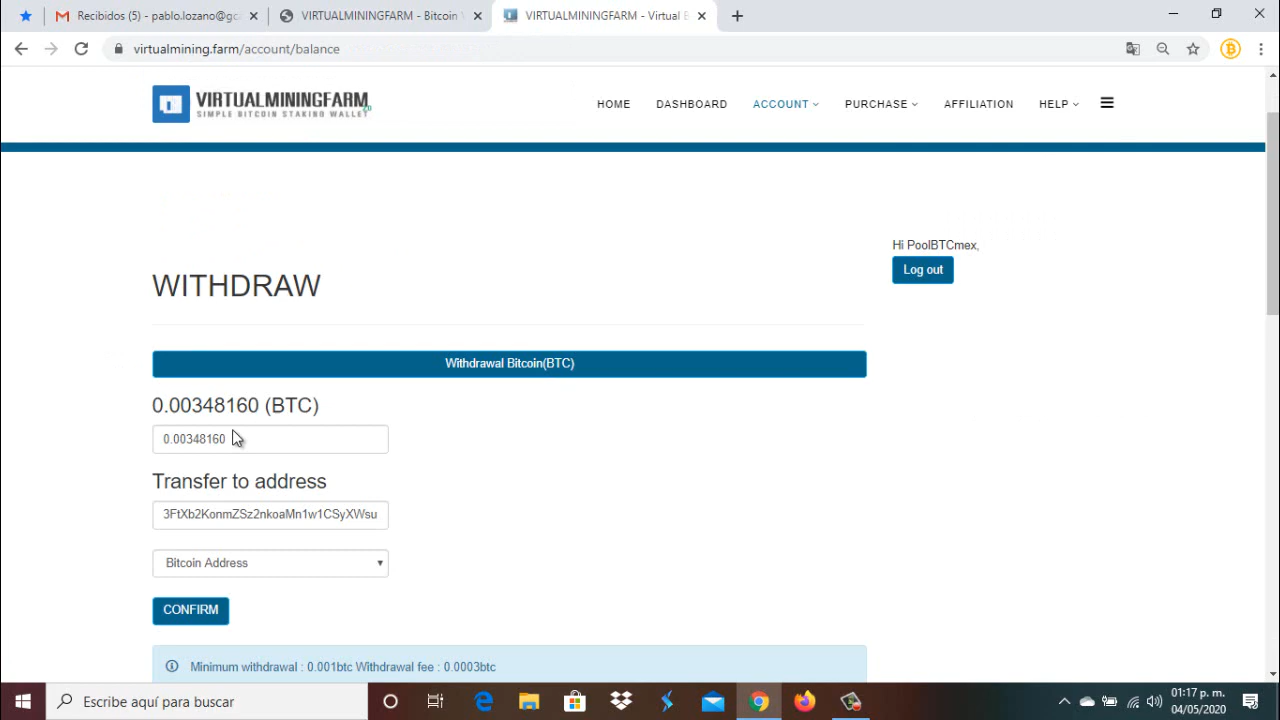 Recibidos (5) - pablo.lozano@gc
VIRTUALMININGFARM - Bitcoin
VIRTUALMININGFARM - Virtual B
virtualmining.farm/account/balance
VIRTUALMININGFARM
SIMPLE BITCOIN STAKING WALLET
HOME
DASHBOARD
ACCOUNT
PURCHASE
AFFILIATION
HELP
Hi PoolBTCmex,
Log out
WITHDRAW
Withdrawal Bitcoin(BTC)
0.00348160 (BTC)
0.00348160
Transfer to address
3FtXb2KonmZSz2nkoaMn1w1CSyXWsu
Bitcoin Address
CONFIRM
Minimum withdrawal : 0.001btc Withdrawal fee : 0.0003btc
Escribe aquí para buscar
01:17 p. m.
04/05/2020